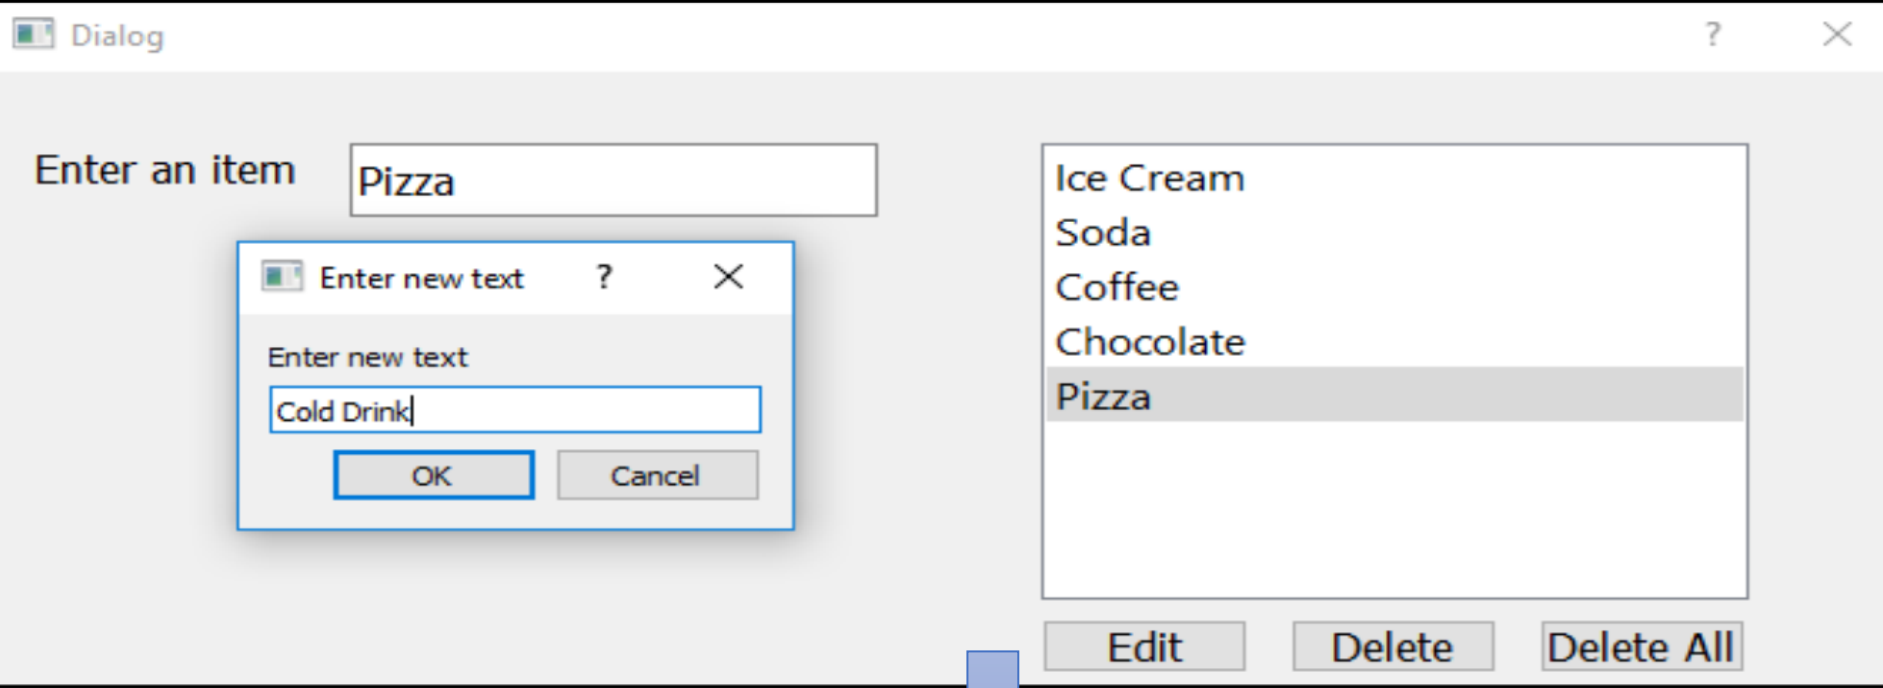 Dialog
?
Enter an item
Pizza
Enter new text
?
Enter new text
Cold Drink
OK
Cancel
Ice Cream
Soda
Coffee
Chocolate
Pizza
Edit
Delete
Delete All